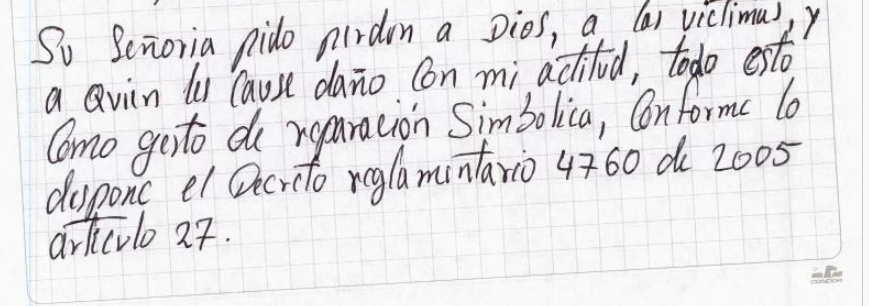 Su Señoria pido perdon a Dios, a las victimas, y
a Quien les Cause daño Con mi actitud, todo esto
Como gesto de reparación Simbolica, Conforme lo
dispone el Decreto reglamentario 4760 de 2005
articulo 27.